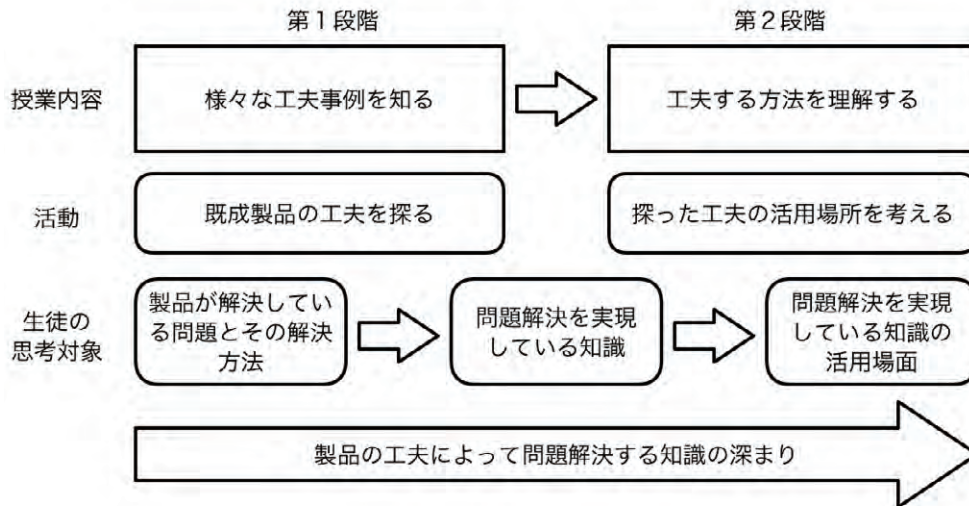 第1段階
第2段階
授業内容
様々な工夫事例を知る
工夫する方法を理解する
活動
既成製品の工夫を探る
探った工夫の活用場所を考える
生徒の
思考対象
製品が解決してい
る問題とその解決
方法
問題解決を実現
している知識
問題解決を実現
している知識の
活用場面
製品の工夫によって問題解決する知識の深まり